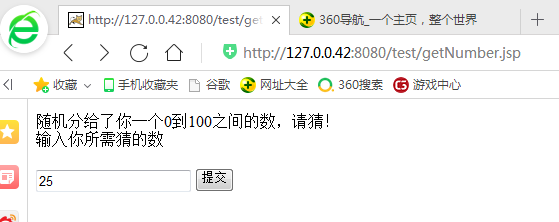 http://127.0.0.42:8080/test/get
360导航_一个主页，整个世界
http://127.0.0.42:8080/test/getNumber.jsp
收藏 手机收藏夹 谷歌 网址大全 360搜索 游戏中心
随机分给了你一个0到100之间的数，请猜！
输入你所需猜的数
25 提交